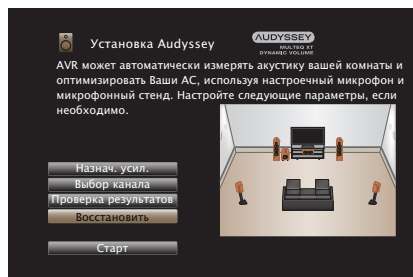 Установка Audyssey
AUDYSSEY
MULTEQ XT
DYNAMIC VOLUME
AVR может автоматически измерять акустику вашей комнаты и
оптимизировать Ваши АС, используя настроечный микрофон и
микрофонный стенд. Настройте следующие параметры, если
необходимо.
Назнач. усил.
Выбор канала
Проверка результатов
Восстановить
Старт